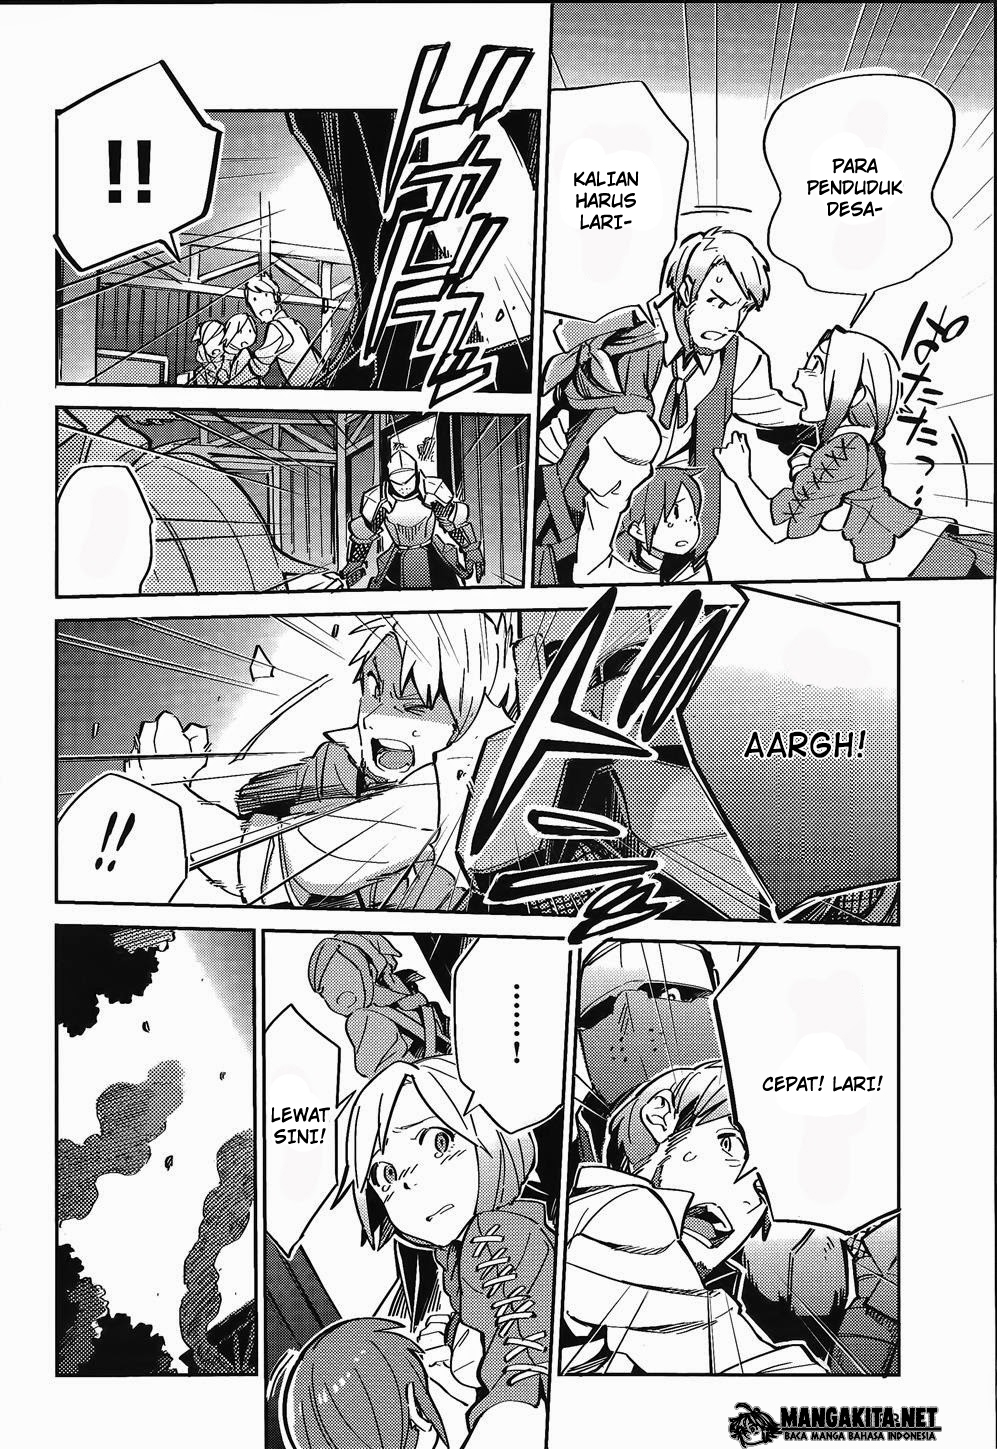 PARA
PENDUDUK
DESA-
KALIAN
HARUS
LARI-
!!
AARGH!
!!
CEPAT! LARI!
......!
LEWAT
SINI!
MANGAKITA.NET
BACA MANGA BAHASA INDONESIA